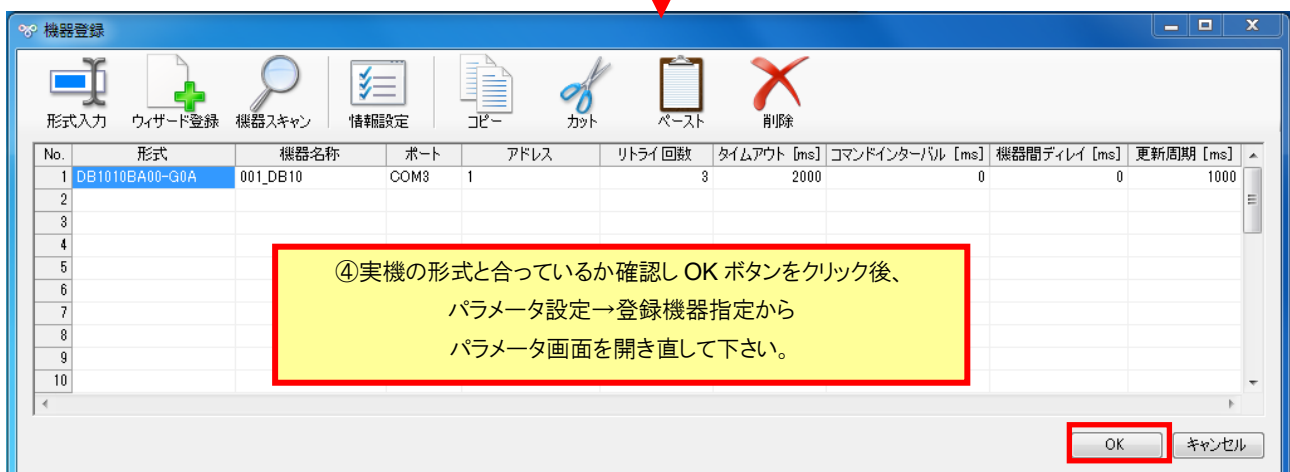 機器登録
形式入力 ウィザード登録 機器スキャン 情報設定 コピー カット ペースト 削除
No. 形式 機器名称 ポート アドレス リトライ回数 タイムアウト [ms] コマンドインターバル [ms] 機器間ディレイ [ms] 更新周期 [ms]
1 DB1010BA00-G0A 001_DB10 COM3 1 3 2000 0 0 1000
2
3
4
5
6
7
8
9
10
④実機の形式と合っているか確認し OK ボタンをクリック後、
パラメータ設定→登録機器指定から
パラメータ画面を開き直して下さい。
OK キャンセル